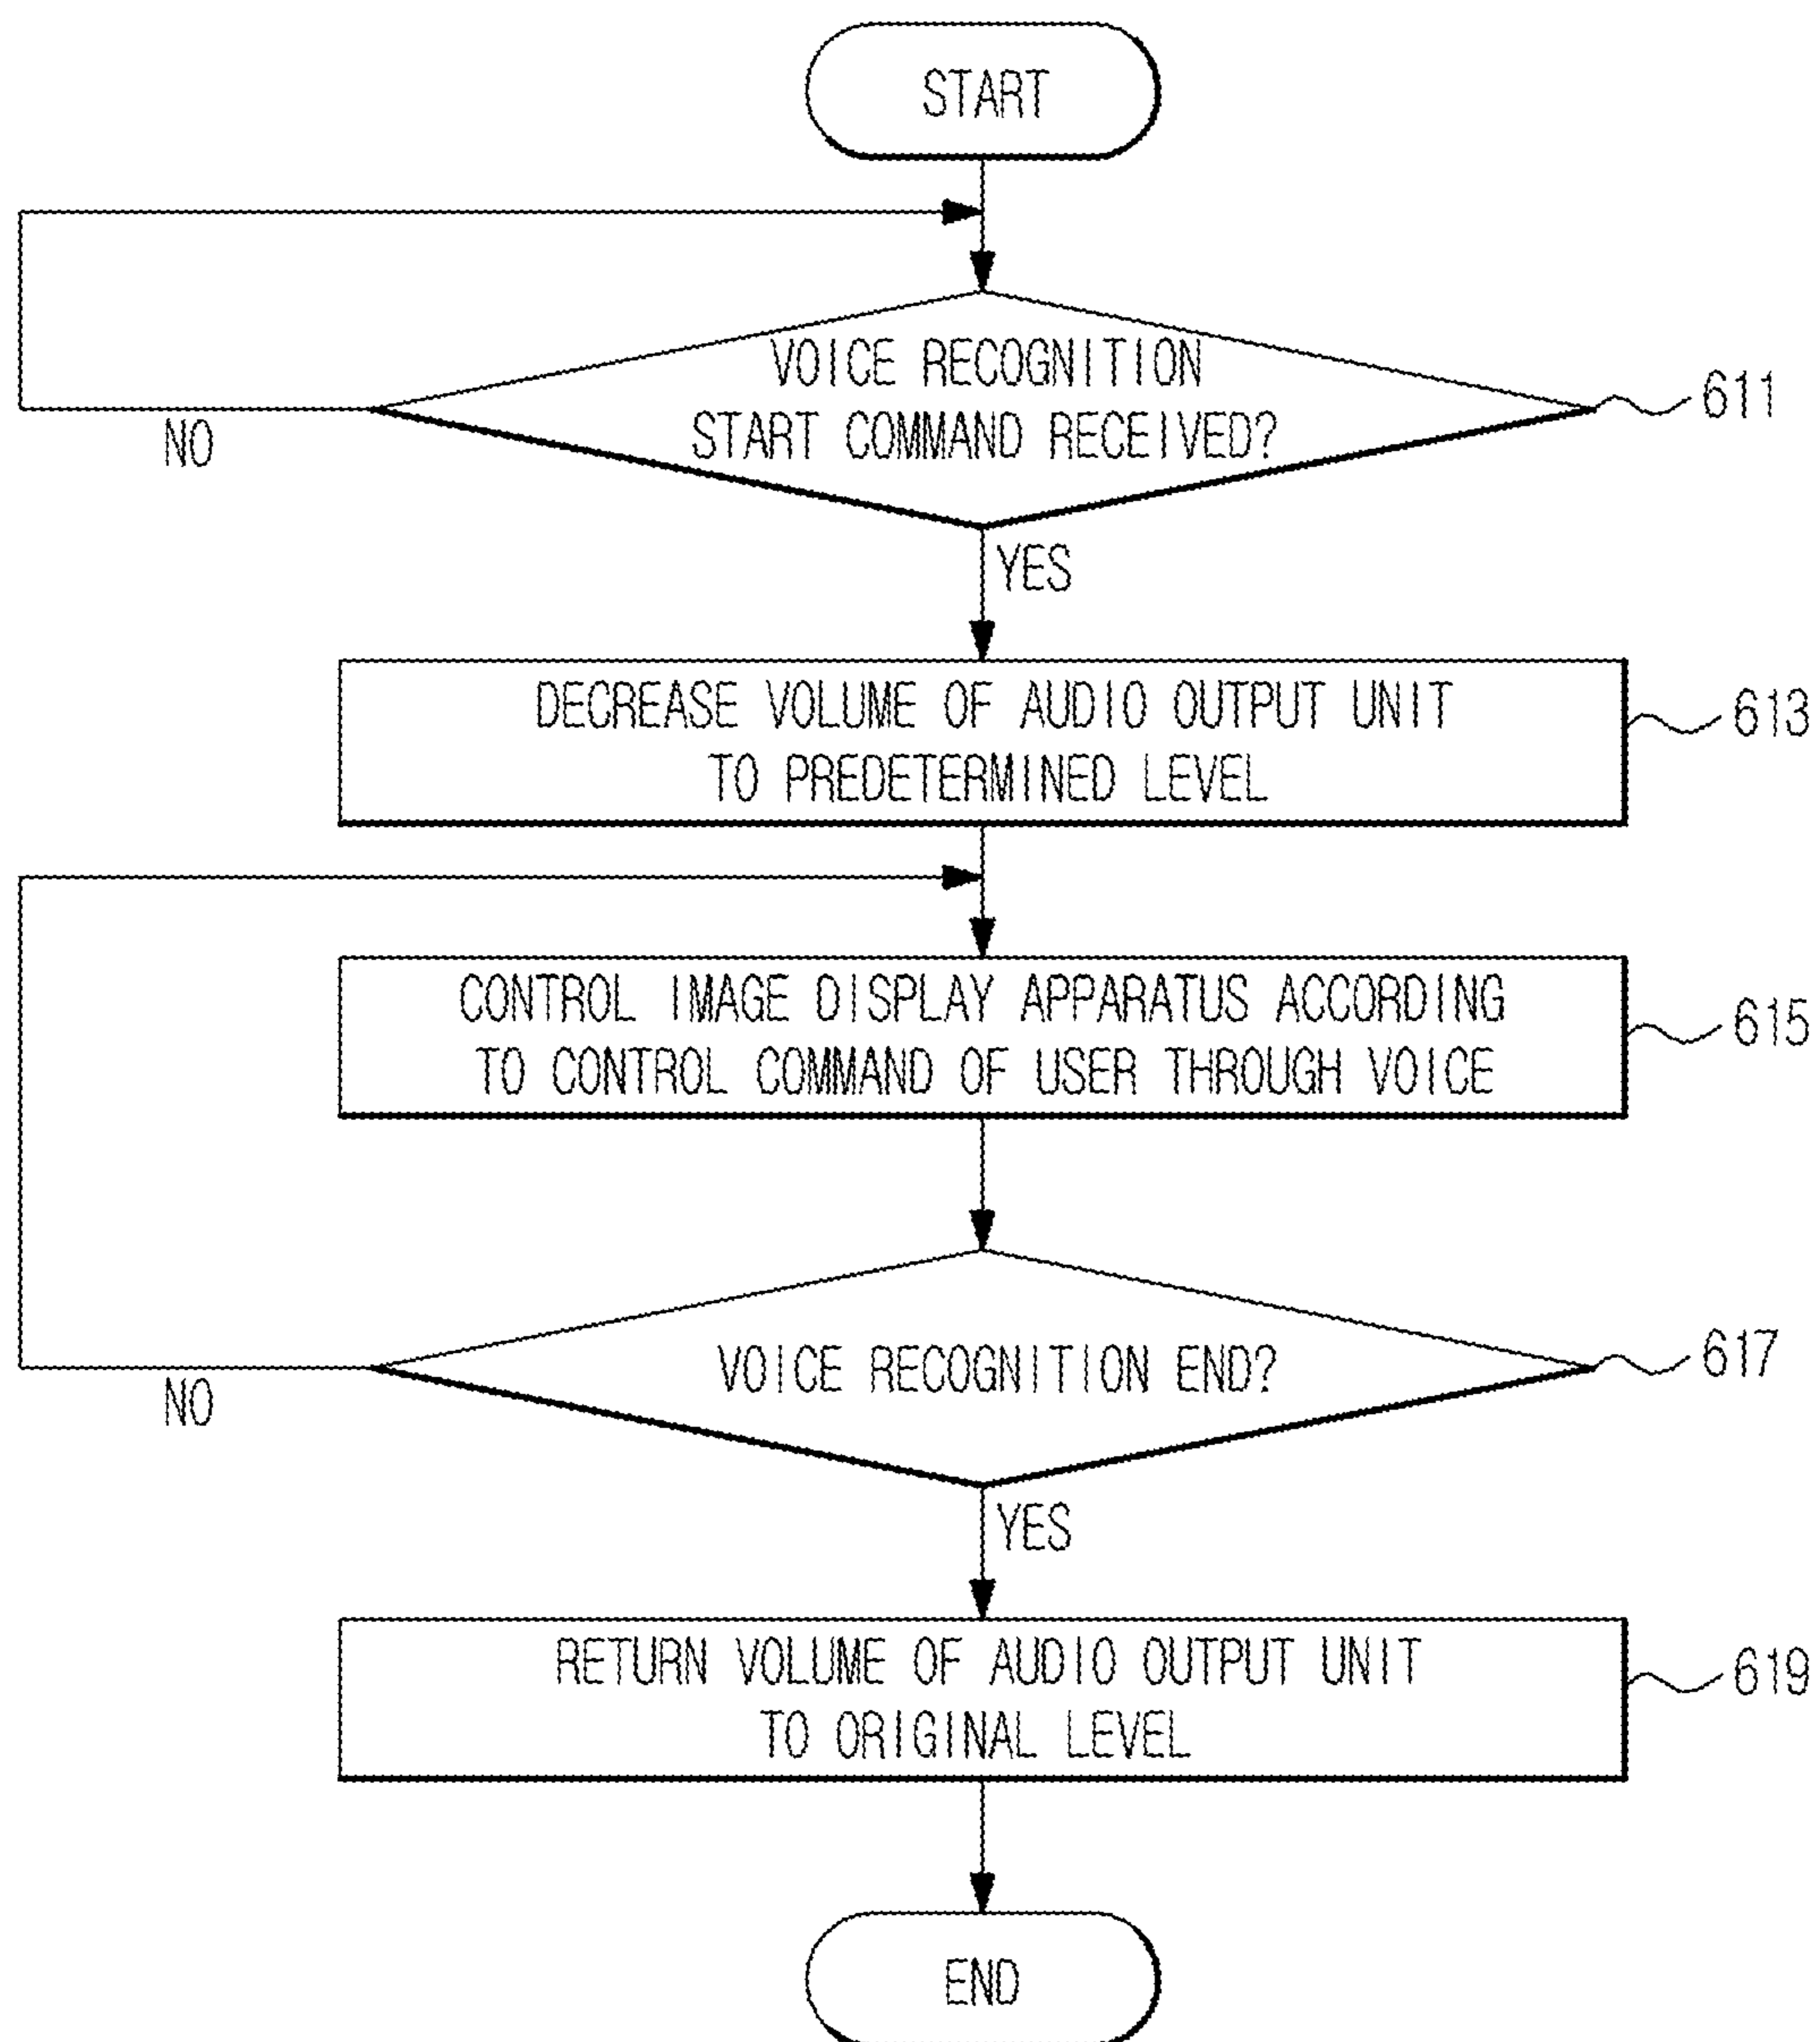 START
VOICE RECOGNITION
START COMMAND RECEIVED?
611
NO
YES
DECREASE VOLUME OF AUDIO OUTPUT UNIT
TO PREDETERMINED LEVEL
613
CONTROL IMAGE DISPLAY APPARATUS ACCORDING
TO CONTROL COMMAND OF USER THROUGH VOICE
615
VOICE RECOGNITION END?
617
NO
YES
RETURN VOLUME OF AUDIO OUTPUT UNIT
TO ORIGINAL LEVEL
619
END